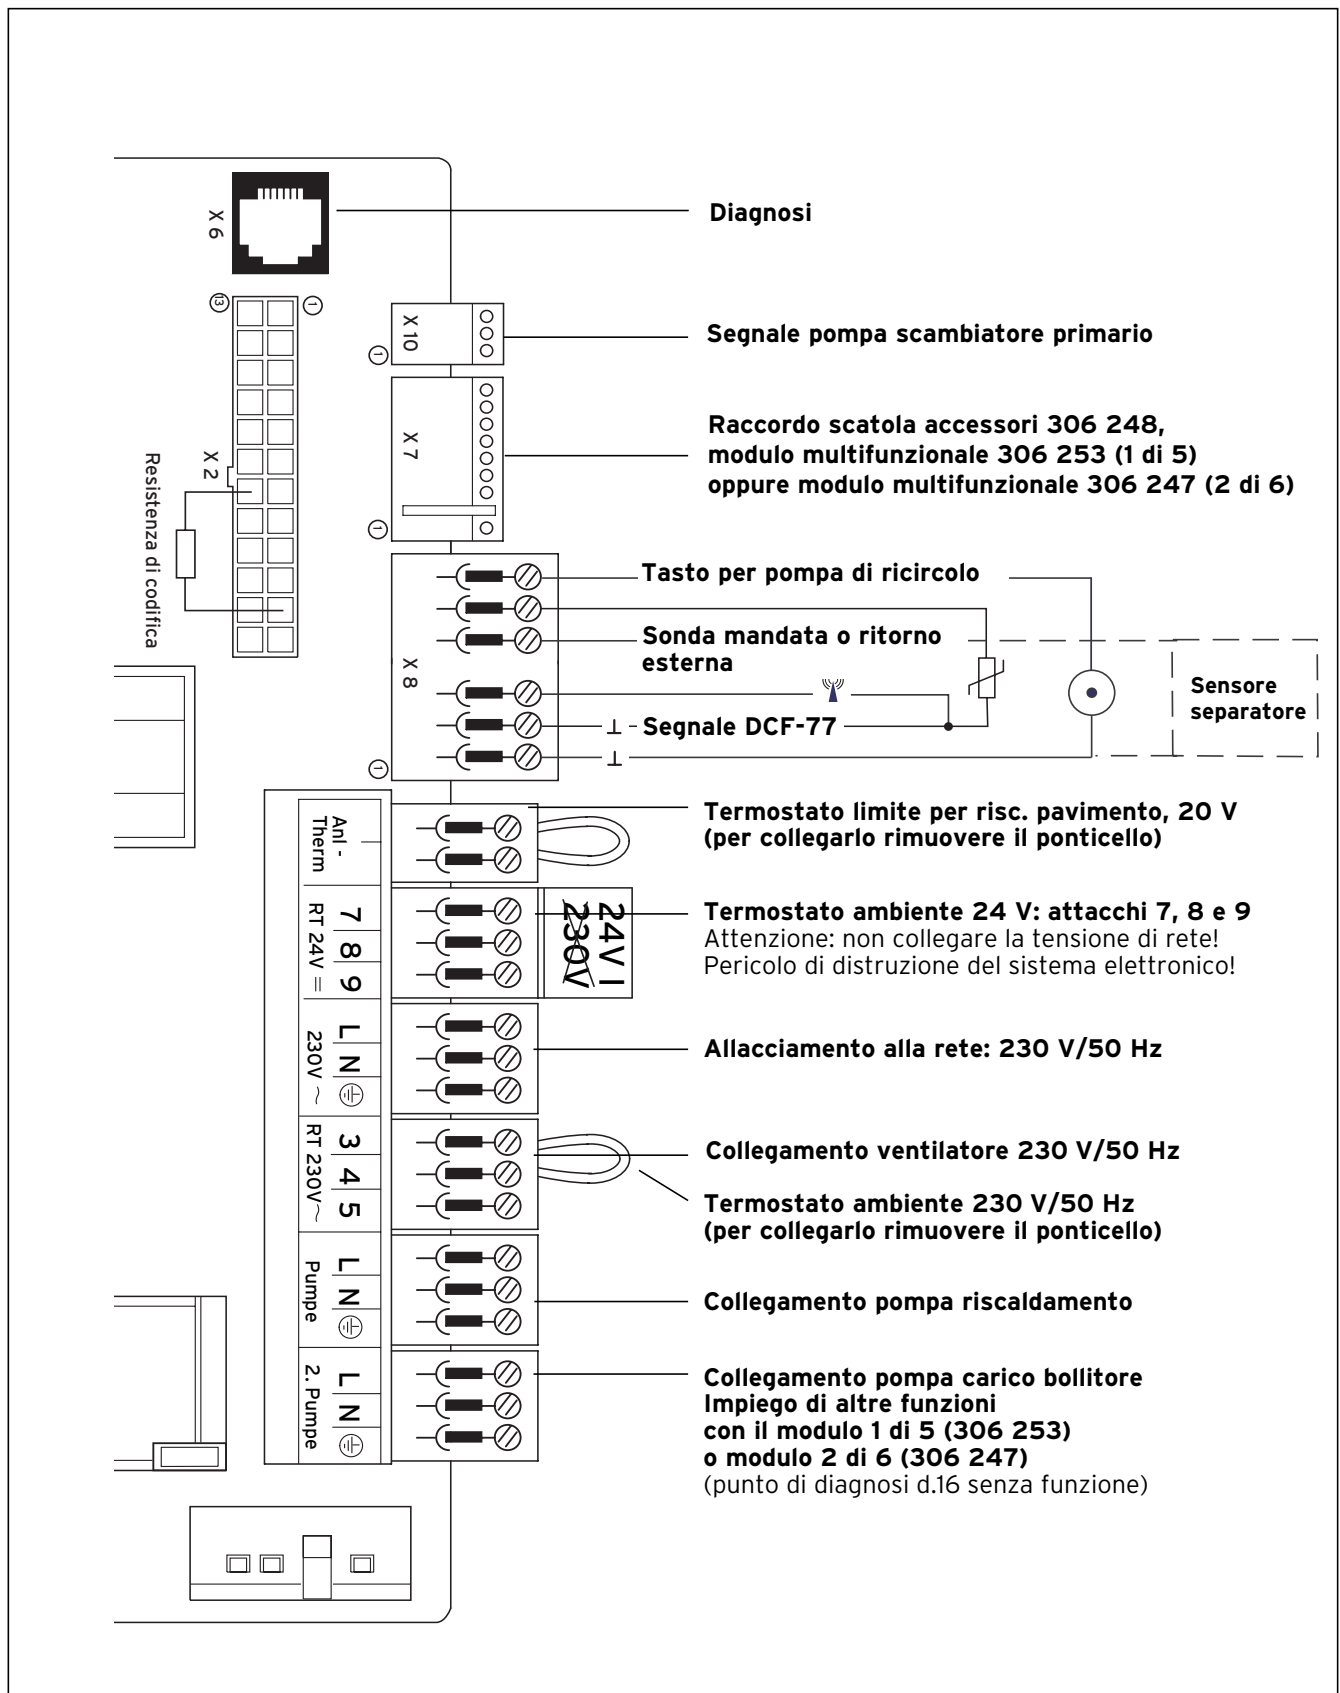 Diagnosi
X 6
13
1
X 10
1
Segnale pompa scambiatore primario
X 7
1
Raccordo scatola accessori 306 248,
modulo multifunzionale 306 253 (1 di 5)
oppure modulo multifunzionale 306 247 (2 di 6)
X 2
Resistenza di codifica
Tasto per pompa di ricircolo
Sonda mandata o ritorno
esterna
X 8
1
Sensore
separatore
⊥ Segnale DCF-77
⊥
Anl -
Therm
Termostato limite per risc. pavimento, 20 V
(per collegarlo rimuovere il ponticello)
7 8 9
RT 24V =
24V !
230V
Termostato ambiente 24 V: attacchi 7, 8 e 9
Attenzione: non collegare la tensione di rete!
Pericolo di distruzione del sistema elettronico!
L N
230V ~
Allacciamento alla rete: 230 V/50 Hz
3 4 5
RT 230V~
Collegamento ventilatore 230 V/50 Hz
Termostato ambiente 230 V/50 Hz
(per collegarlo rimuovere il ponticello)
L N
Pumpe
Collegamento pompa riscaldamento
L N
2. Pumpe
Collegamento pompa carico bollitore
Impiego di altre funzioni
con il modulo 1 di 5 (306 253)
o modulo 2 di 6 (306 247)
(punto di diagnosi d.16 senza funzione)